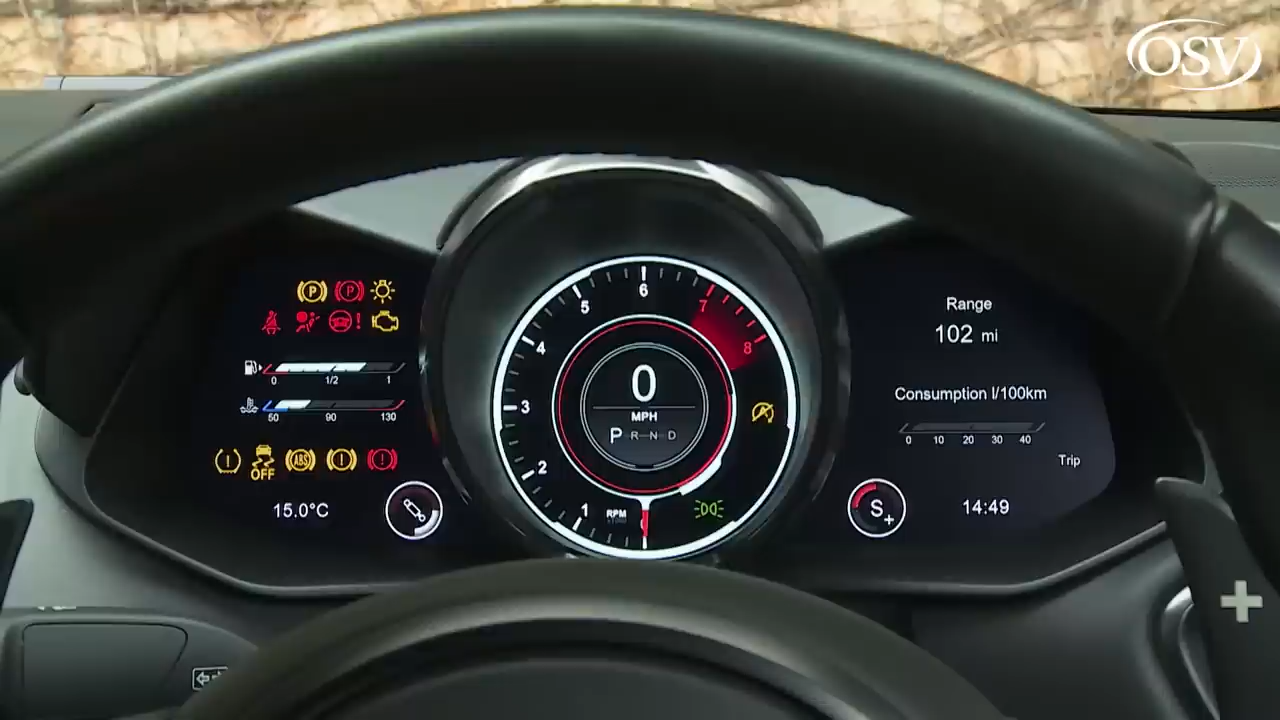 OSV
P P
0 1/2 1
50 90 130
ABS
OFF
15.0°C
1 2 3 4 5 6 7 8
0
MPH
P R N D
RPM
Range
102 mi
Consumption l/100km
0 10 20 30 40
Trip
S+
14:49
+